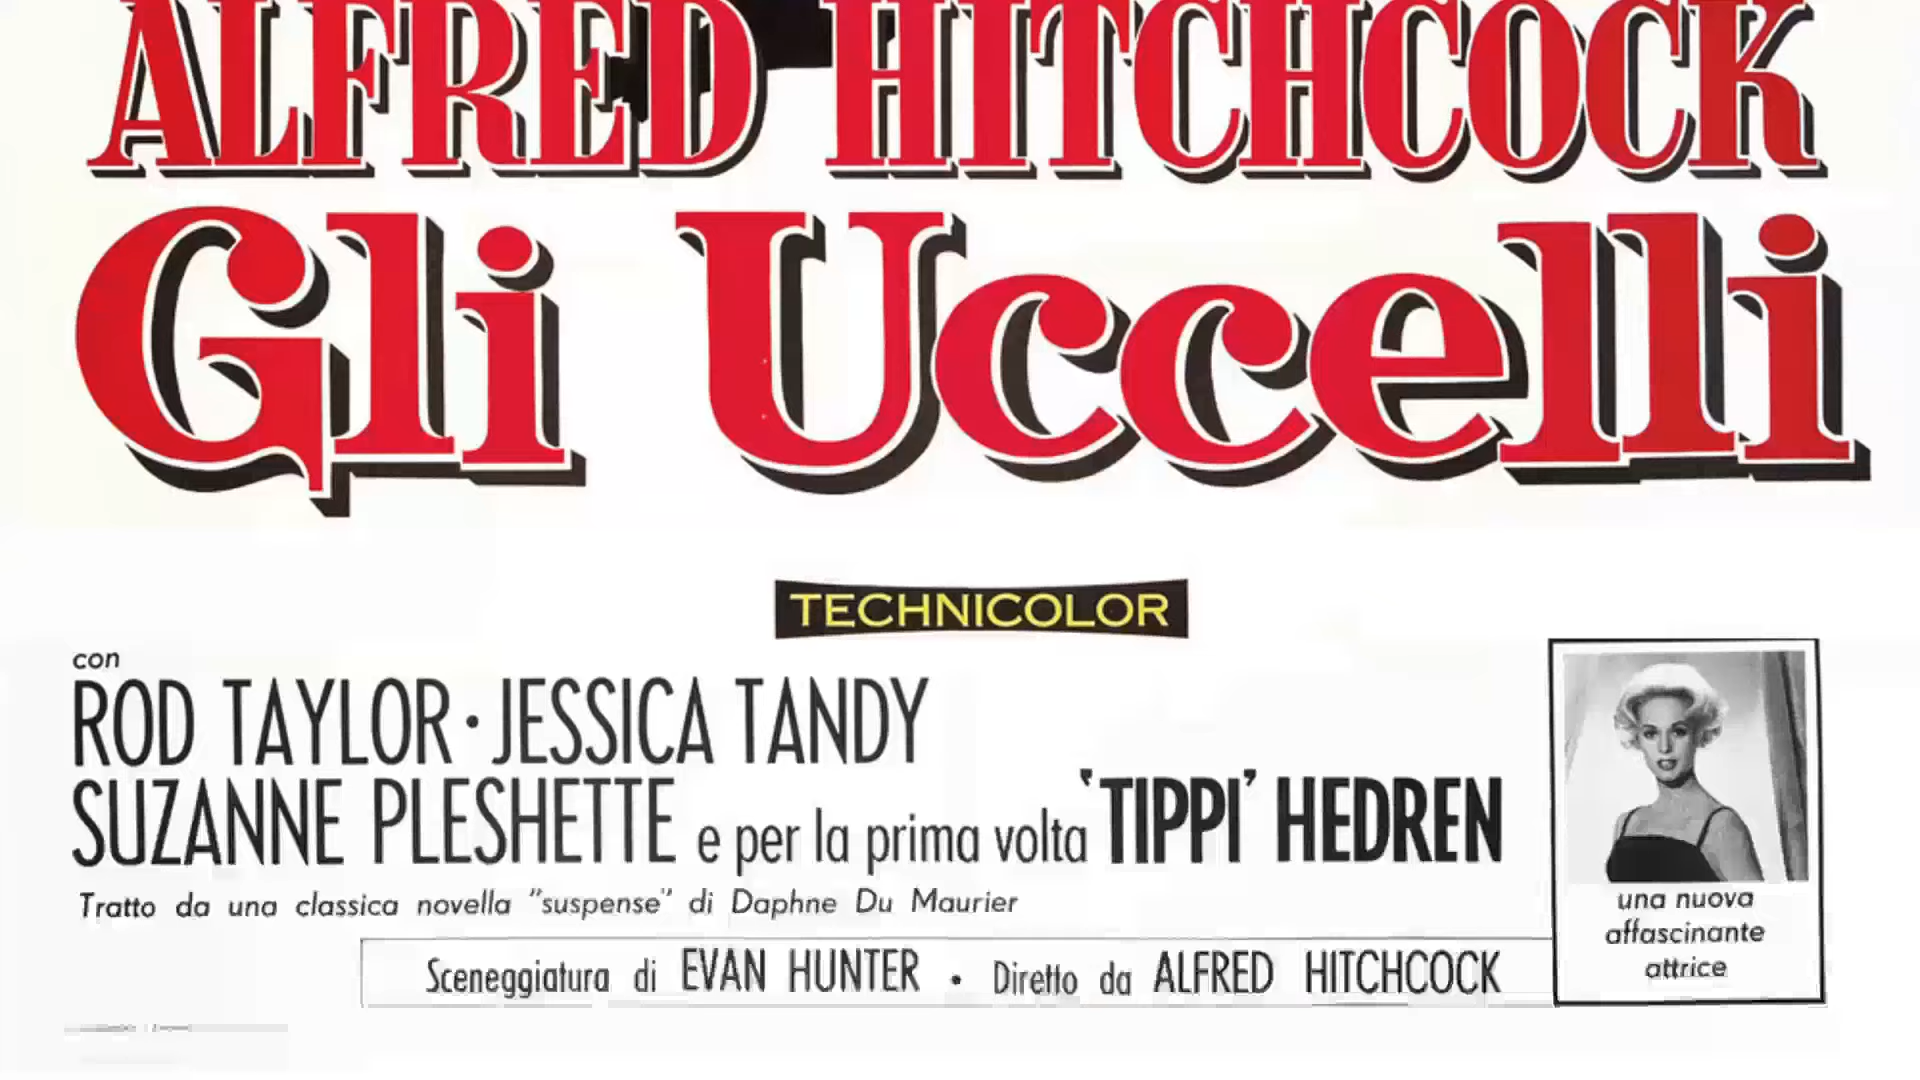 ALFRED HITCHCOCK
Gli Uccelli
TECHNICOLOR
con
ROD TAYLOR · JESSICA TANDY
SUZANNE PLESHETTE e per la prima volta 'TIPPI' HEDREN
Tratto da una classica novella "suspense" di Daphne Du Maurier
Sceneggiatura di EVAN HUNTER · Diretto da ALFRED HITCHCOCK
una nuova
affascinante
attrice